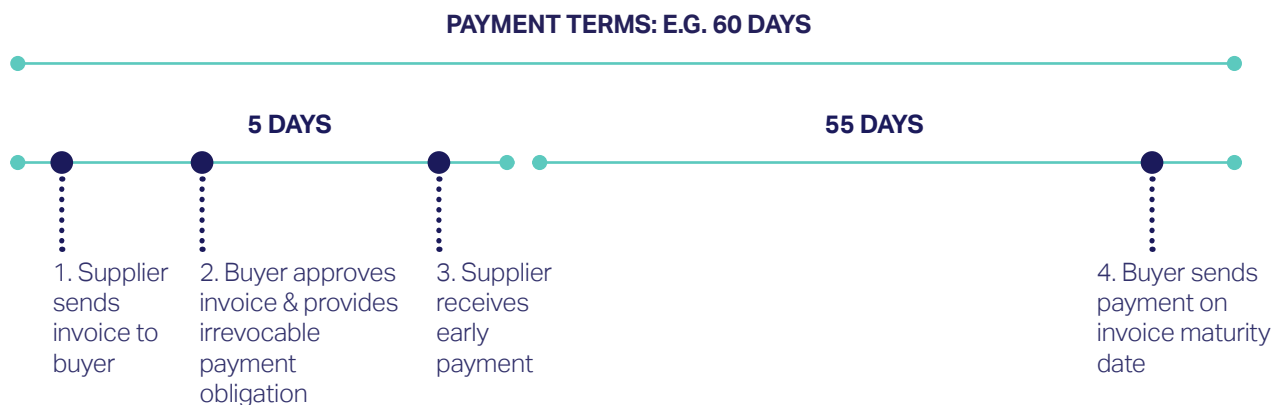 PAYMENT TERMS: E.G. 60 DAYS
5 DAYS
55 DAYS
1. Supplier
sends
invoice to
buyer
2. Buyer approves
invoice & provides
irrevocable
payment
obligation
3. Supplier
receives
early
payment
4. Buyer sends
payment on
invoice maturity
date